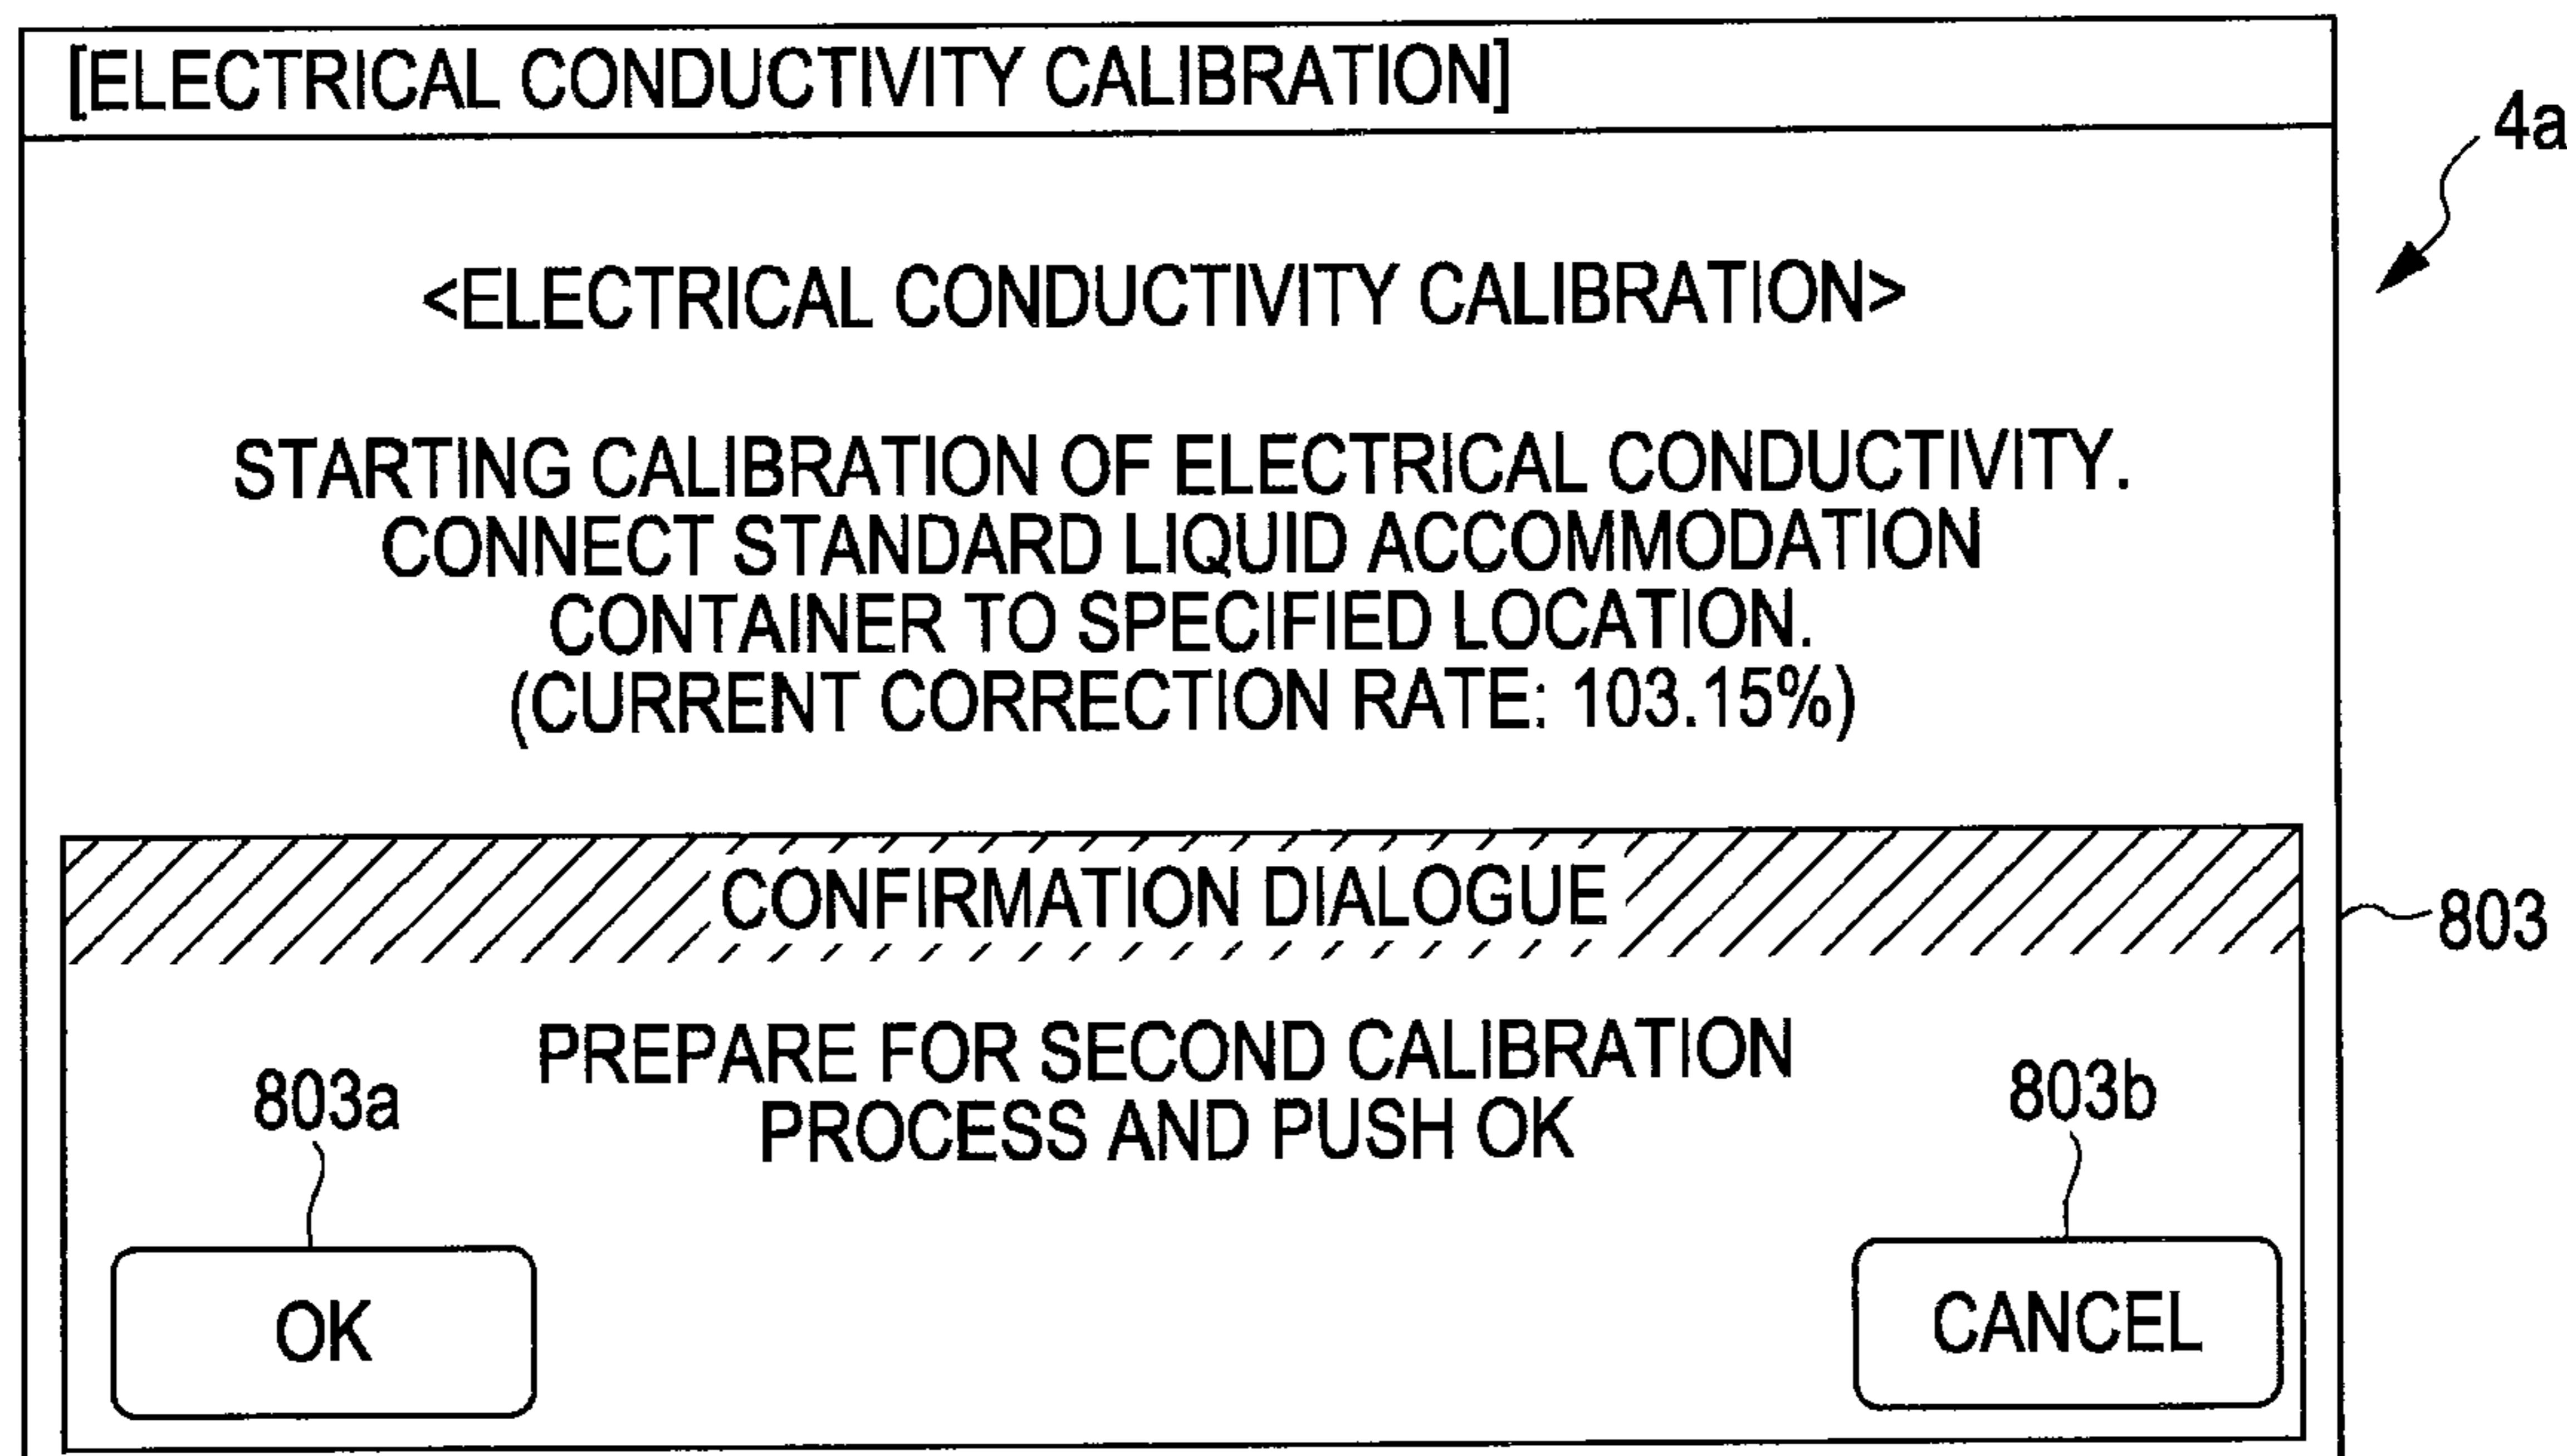 [ELECTRICAL CONDUCTIVITY CALIBRATION]
4a
<ELECTRICAL CONDUCTIVITY CALIBRATION>
STARTING CALIBRATION OF ELECTRICAL CONDUCTIVITY.
CONNECT STANDARD LIQUID ACCOMMODATION
CONTAINER TO SPECIFIED LOCATION.
(CURRENT CORRECTION RATE: 103.15%)
CONFIRMATION DIALOGUE
803
PREPARE FOR SECOND CALIBRATION
PROCESS AND PUSH OK
803a
803b
OK
CANCEL